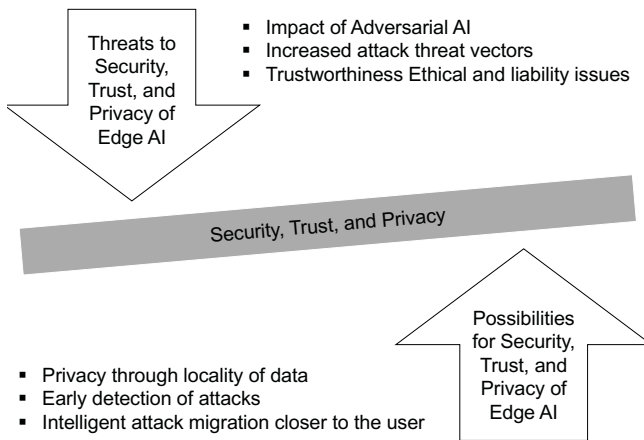 Threats to
Security,
Trust, and
Privacy of
Edge AI
▪ Impact of Adversarial AI
▪ Increased attack threat vectors
▪ Trustworthiness Ethical and liability issues
Security, Trust, and Privacy
Possibilities
for Security,
Trust, and
Privacy of
Edge AI
▪ Privacy through locality of data
▪ Early detection of attacks
▪ Intelligent attack migration closer to the user